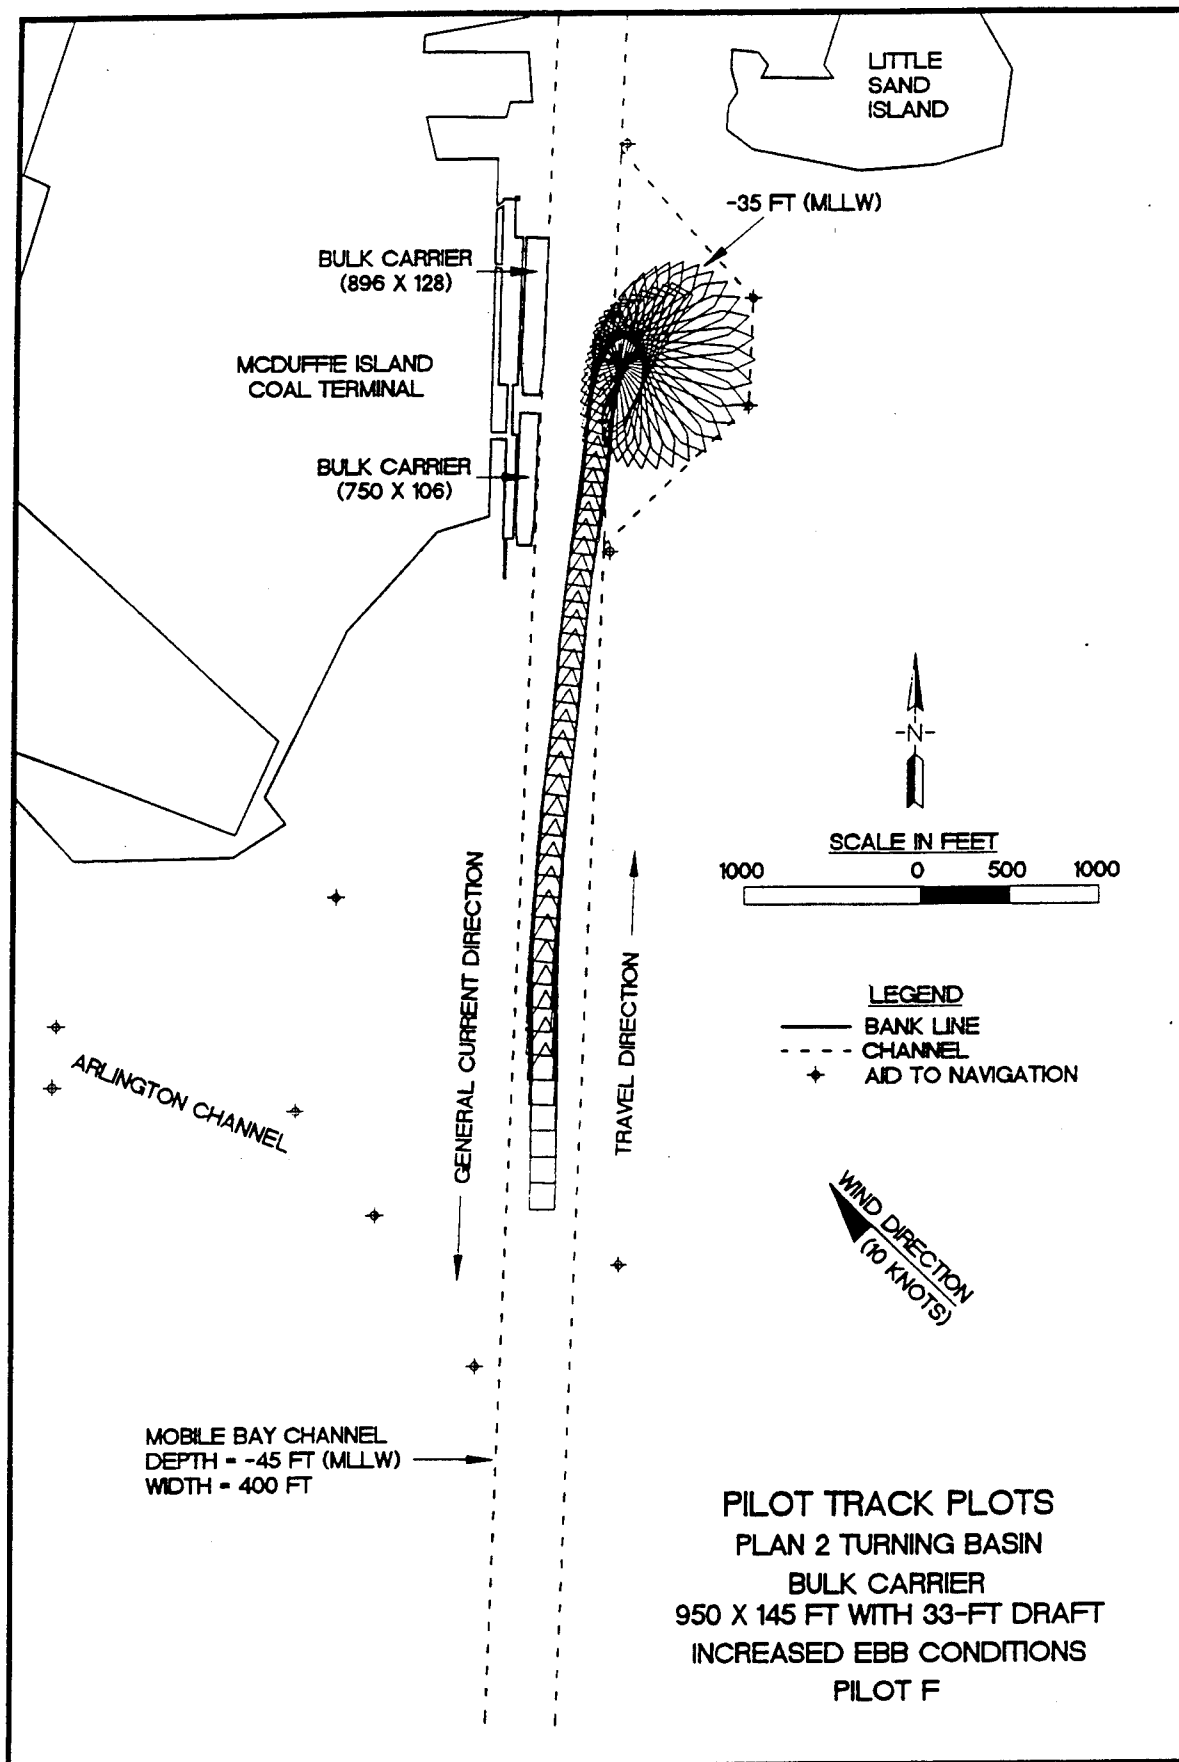 LITTLE
SAND
ISLAND
-35 FT (MLLW)
BULK CARRIER
(896 X 128)
MCDUFFIE ISLAND
COAL TERMINAL
BULK CARRIER
(750 X 106)
-N-
SCALE IN FEET
1000 0 500 1000
GENERAL CURRENT DIRECTION
TRAVEL DIRECTION
LEGEND
BANK LINE
CHANNEL
AID TO NAVIGATION
ARLINGTON CHANNEL
WIND DIRECTION
(10 KNOTS)
MOBILE BAY CHANNEL
DEPTH = -45 FT (MLLW)
WIDTH = 400 FT
PILOT TRACK PLOTS
PLAN 2 TURNING BASIN
BULK CARRIER
950 X 145 FT WITH 33-FT DRAFT
INCREASED EBB CONDITIONS
PILOT F